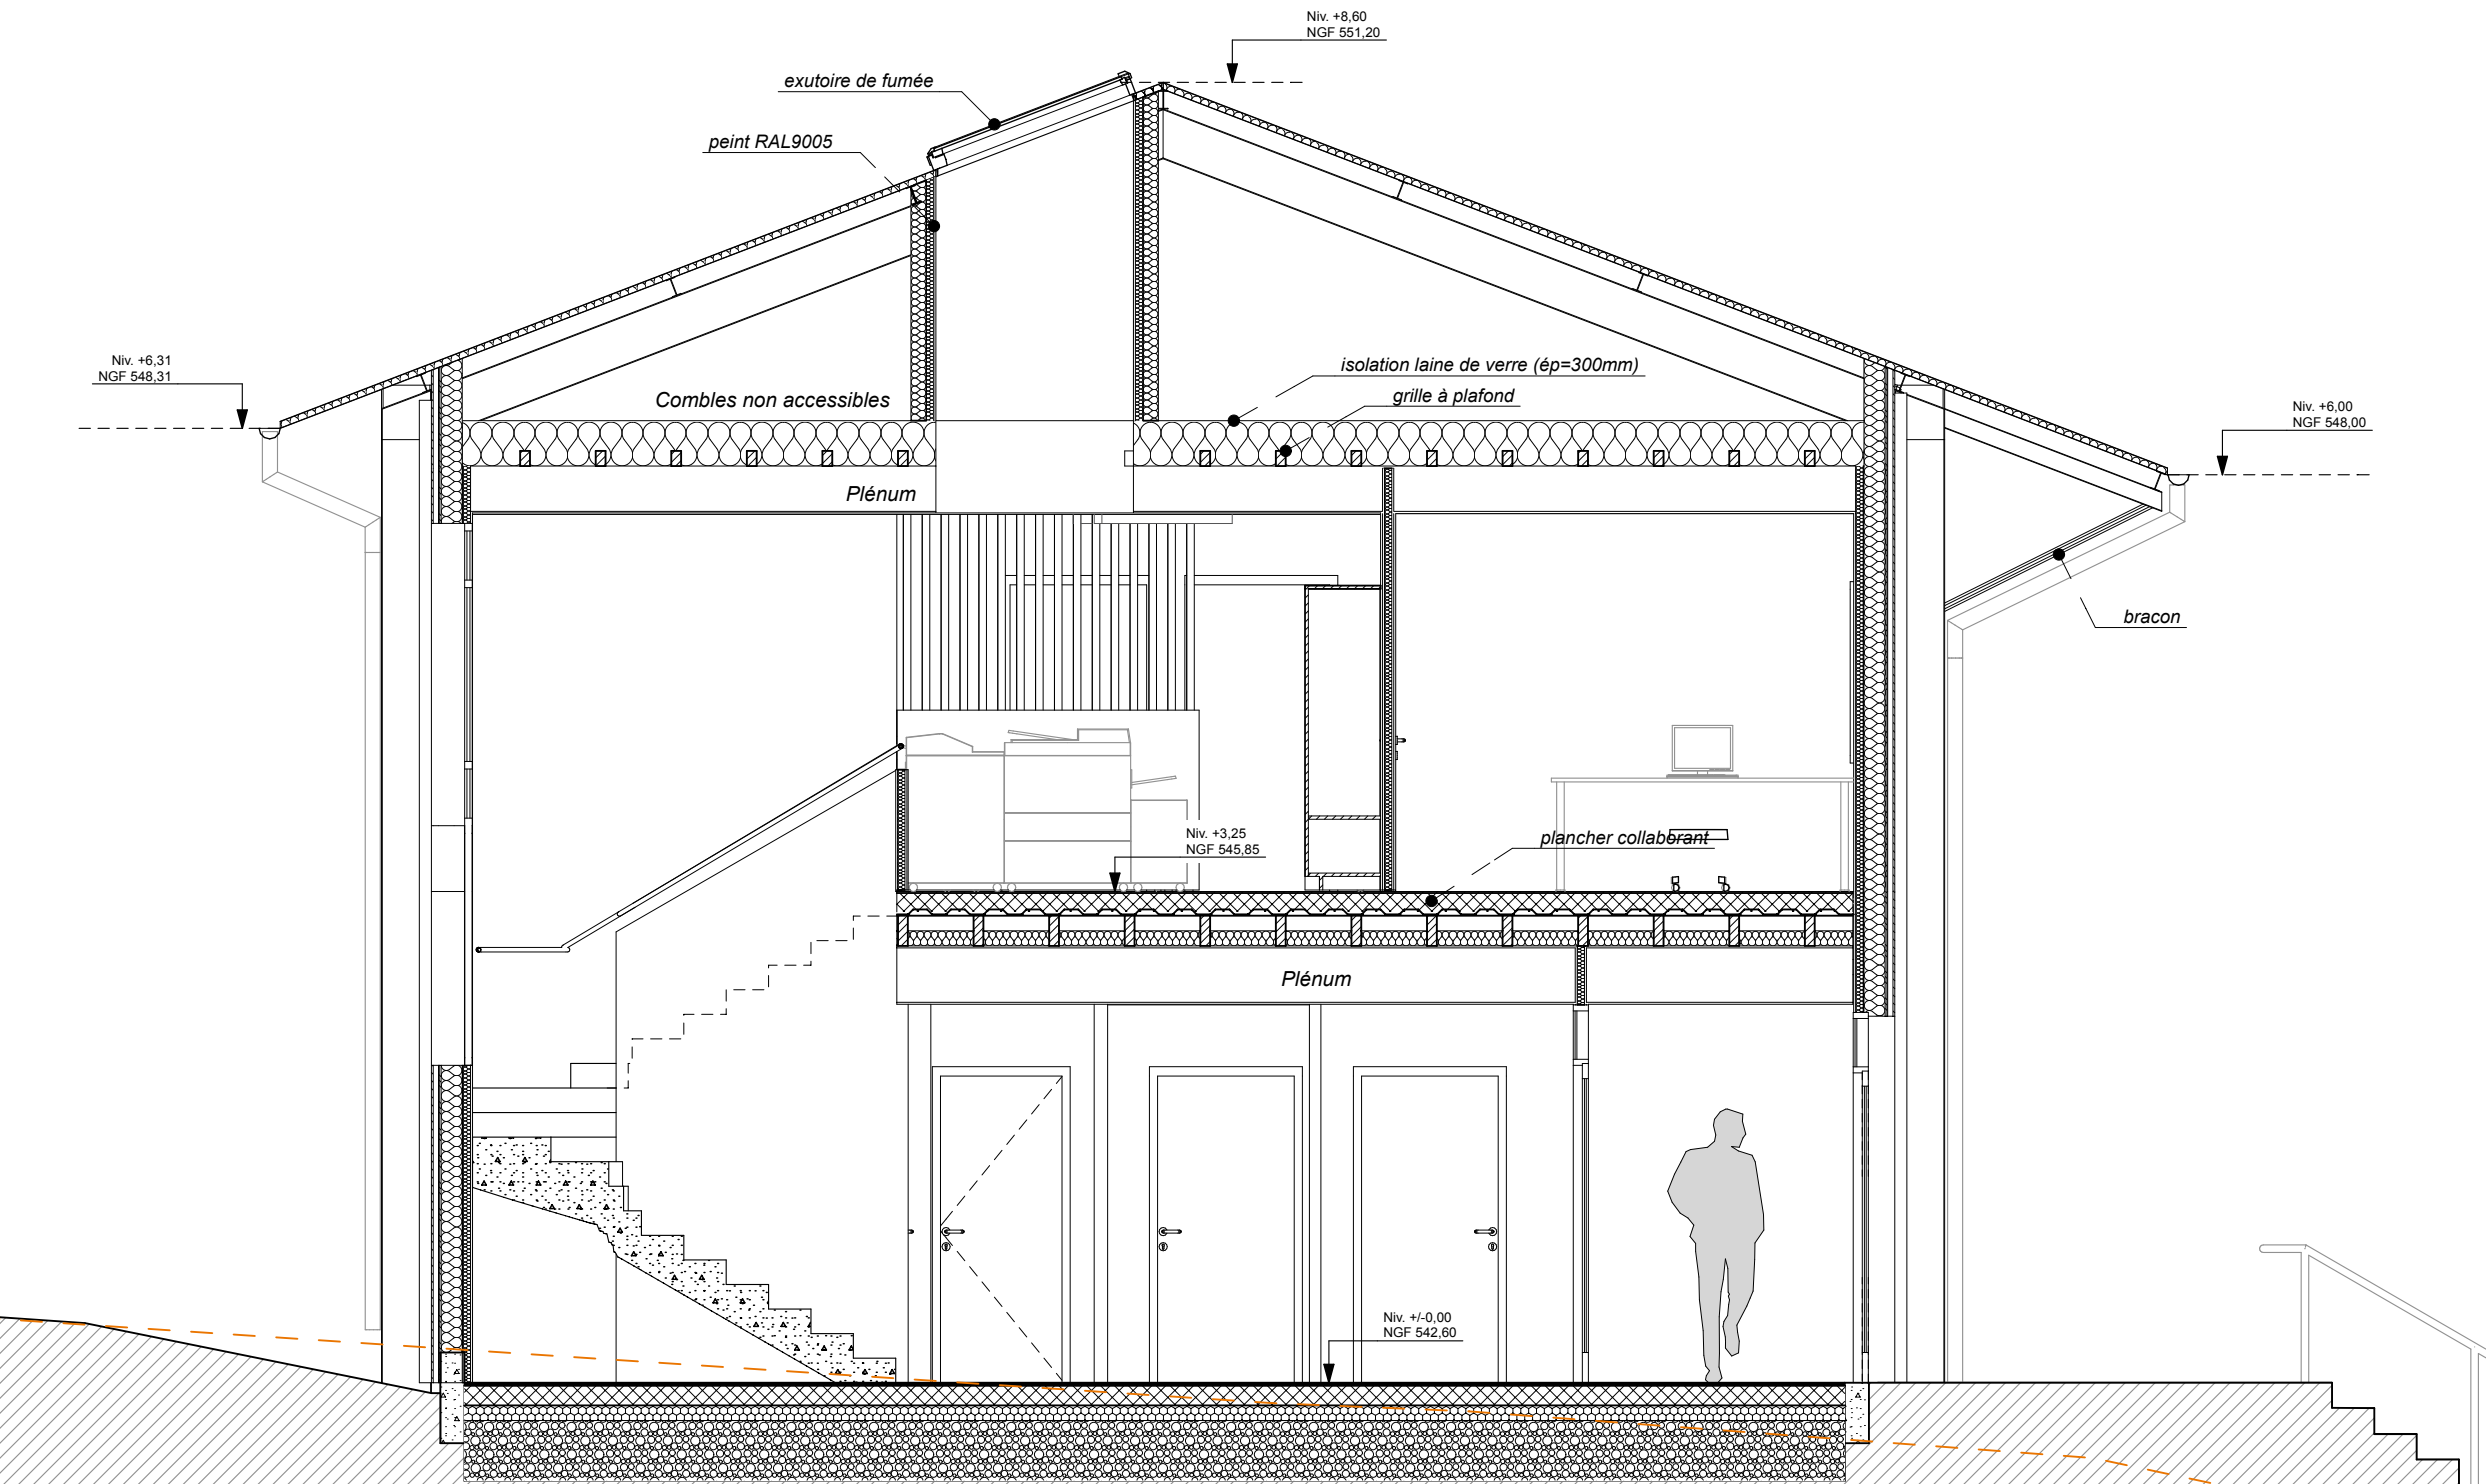 Niv. +8,60
NGF 551,20
exutoire de fumée
peint RAL9005
Niv. +6,31
NGF 548,31
isolation laine de verre (ép=300mm)
Combles non accessibles
grille à plafond
Niv. +6,00
NGF 548,00
Plénum
bracon
Niv. +3,25
NGF 545,85
plancher collaborant
Plénum
Niv. +/-0,00
NGF 542,60